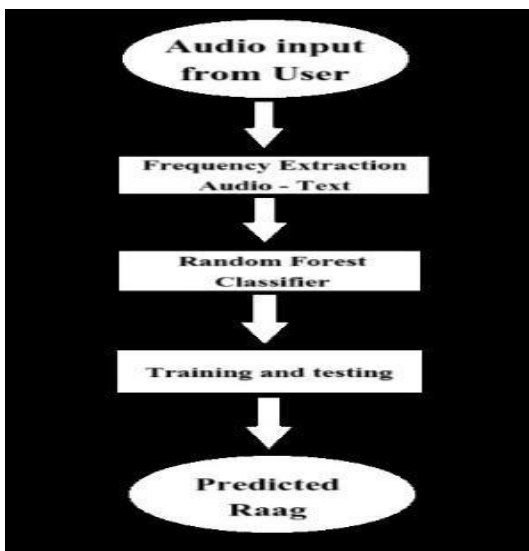 Audio input
from User
Frequency Extraction
Audio - Text
Random Forest
Classifier
Training and testing
Predicted
Raag